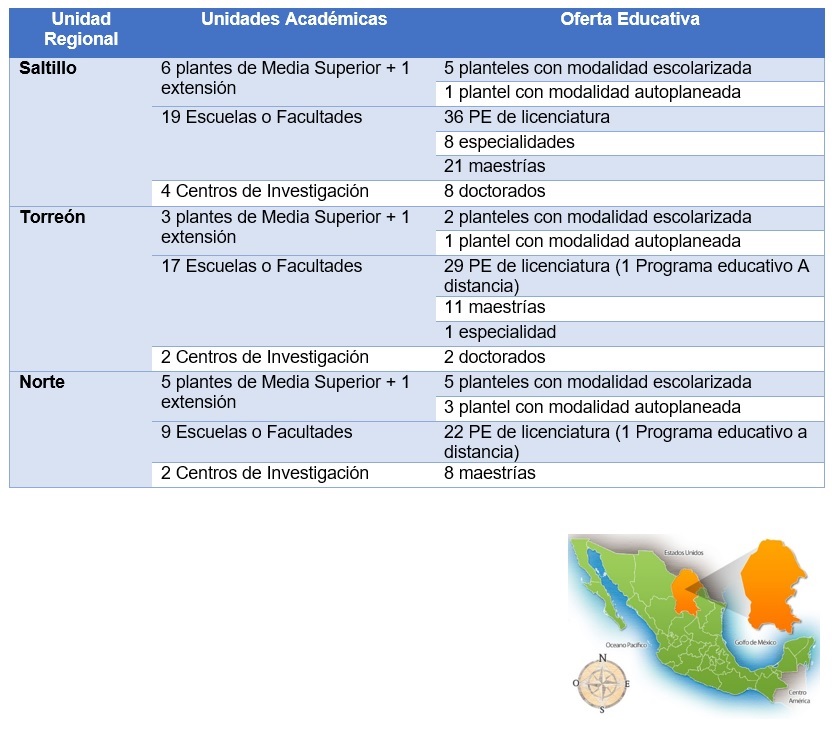 Unidad
Regional
Unidades Académicas
Oferta Educativa
Saltillo
6 plantes de Media Superior + 1
extensión
5 planteles con modalidad escolarizada
1 plantel con modalidad autoplaneada
19 Escuelas o Facultades
36 PE de licenciatura
8 especialidades
21 maestrías
4 Centros de Investigación
8 doctorados
Torreón
3 plantes de Media Superior + 1
extensión
2 planteles con modalidad escolarizada
1 plantel con modalidad autoplaneada
17 Escuelas o Facultades
29 PE de licenciatura (1 Programa educativo A
distancia)
11 maestrías
1 especialidad
2 Centros de Investigación
2 doctorados
Norte
5 plantes de Media Superior + 1
extensión
5 planteles con modalidad escolarizada
3 plantel con modalidad autoplaneada
9 Escuelas o Facultades
22 PE de licenciatura (1 Programa educativo a
distancia)
2 Centros de Investigación
8 maestrías
Estados Unidos
Oceano Pacífico
Golfo de México
N
O
E
S
Centro
América